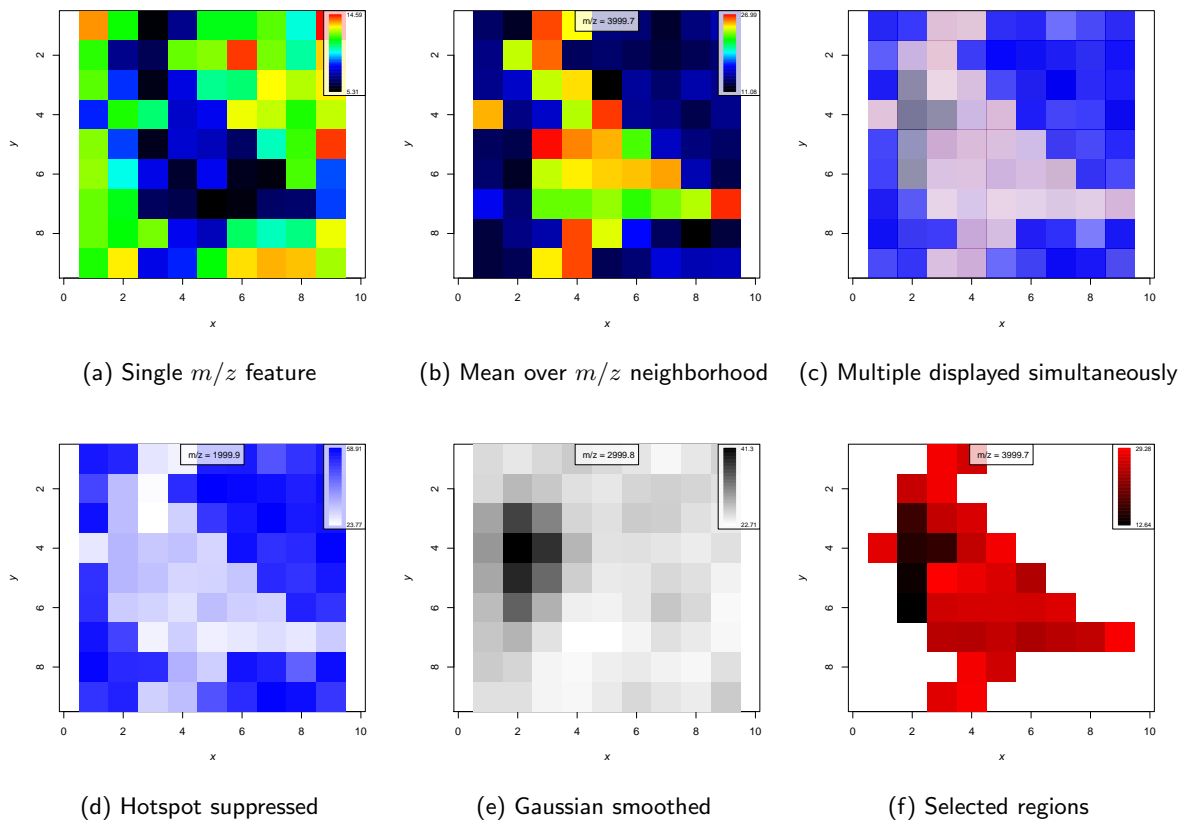 14.59
5.31
2
4
6
8
y
0 2 4 6 8 10
x
(a) Single m/z feature
m/z = 3999.7
26.99
11.08
2
4
6
8
y
0 2 4 6 8 10
x
(b) Mean over m/z neighborhood
2
4
6
8
y
0 2 4 6 8 10
x
(c) Multiple displayed simultaneously
m/z = 1999.9
58.91
23.77
2
4
6
8
y
0 2 4 6 8 10
x
(d) Hotspot suppressed
m/z = 2999.8
41.3
22.71
2
4
6
8
y
0 2 4 6 8 10
x
(e) Gaussian smoothed
m/z = 3999.7
29.28
12.64
2
4
6
8
y
0 2 4 6 8 10
x
(f) Selected regions